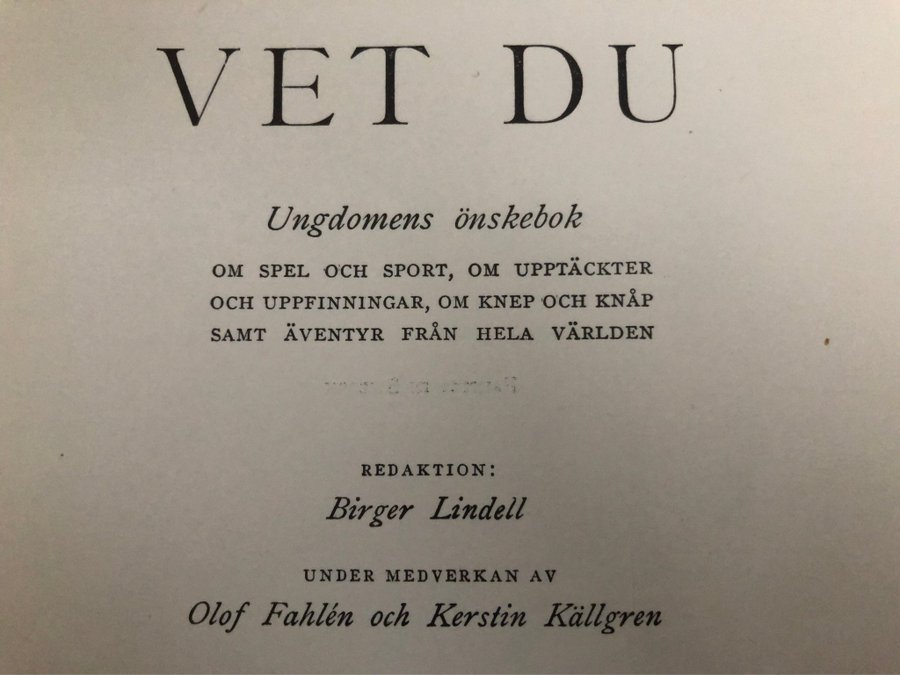 VET DU
Ungdomens önskebok
OM SPEL OCH SPORT, OM UPPTÄCKTER
OCH UPPFINNINGAR, OM KNEP OCH KNÅP
SAMT ÄVENTYR FRÅN HELA VÄRLDEN
REDAKTION:
Birger Lindell
UNDER MEDVERKAN AV
Olof Fahlén och Kerstin Källgren